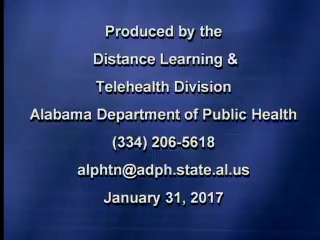 Produced by the
Distance Learning &
Telehealth Division
Alabama Department of Public Health
(334) 206-5618
alphtn@adph.state.al.us
January 31, 2017